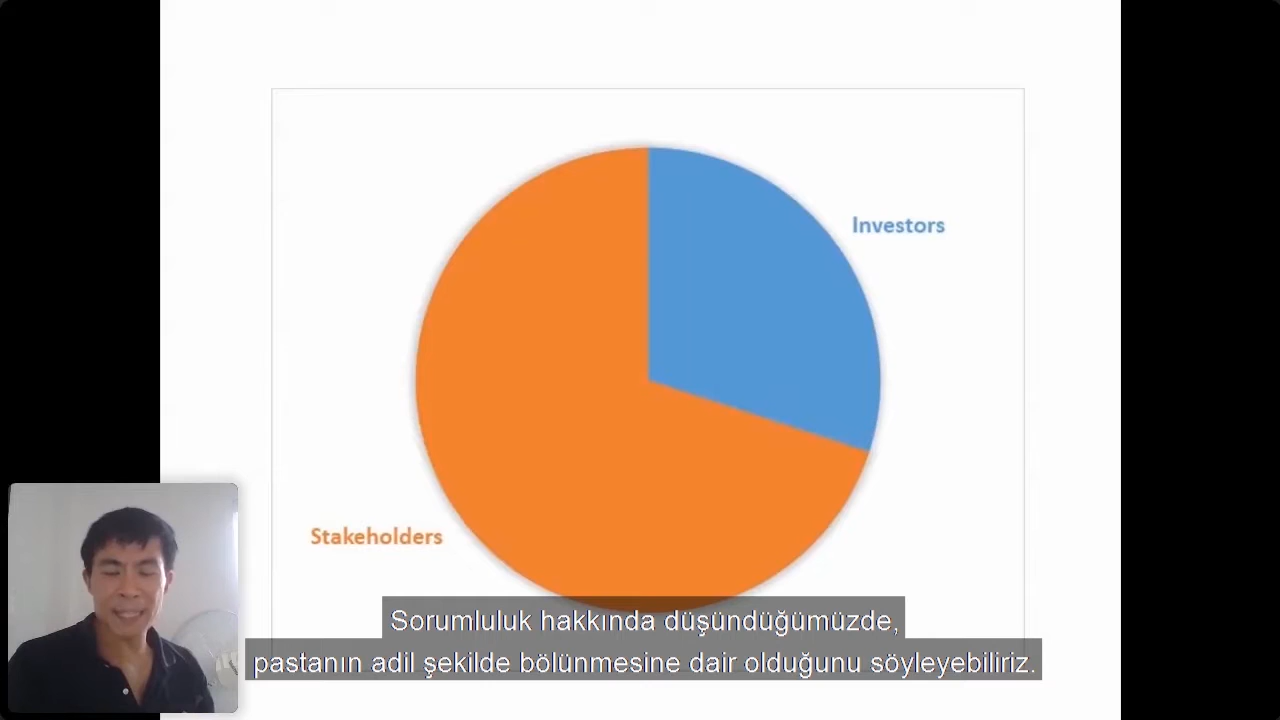 Investors
Stakeholders
Sorumluluk hakkında düşündüğümüzde,
pastanın adil şekilde bölünmesine dair olduğunu söyleyebiliriz.